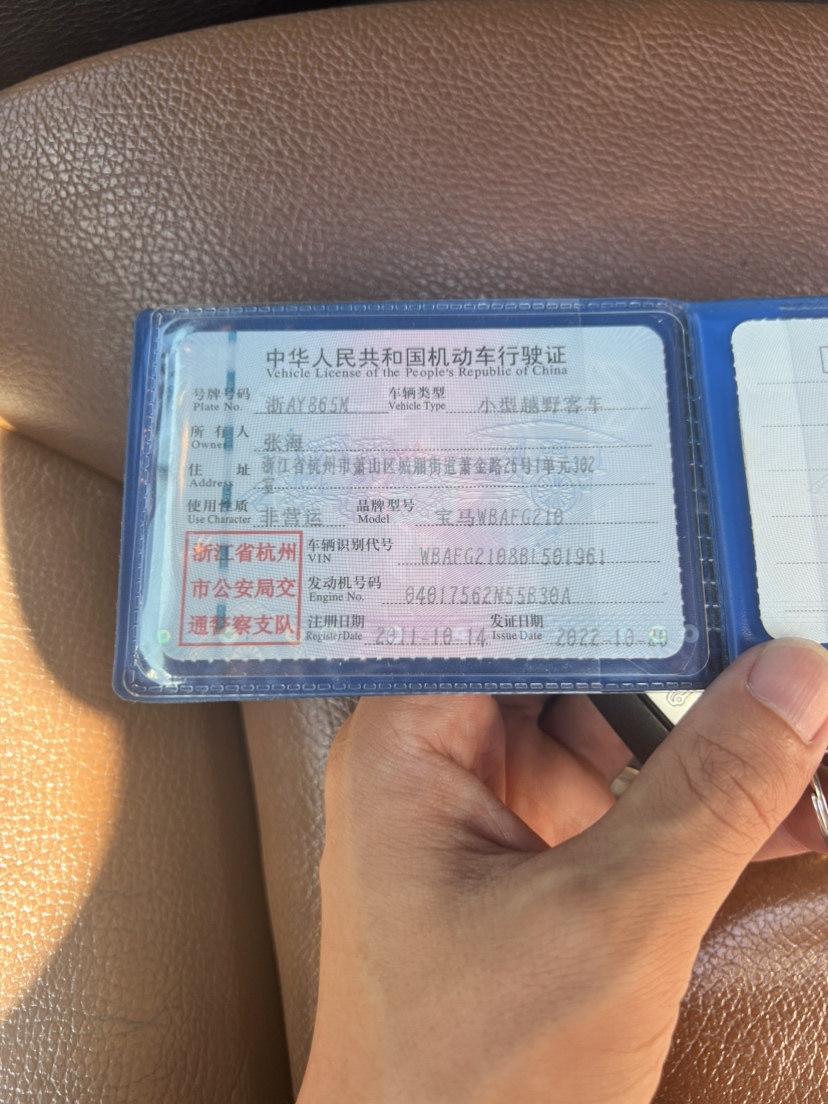 中华人民共和国机动车行驶证
Vehicle License of the People's Republic of China
号牌号码 Plate No. 浙AY865M 车辆类型 Vehicle Type 小型越野客车
所有人 Owner 张海
住址 Address 浙江省杭州市萧山区城厢街道萧金路26号1单元302
室
使用性质 Use Character 非营运 品牌型号 Model 宝马WBAFG210
浙江省杭州
市公安局交
通警察支队
车辆识别代号 VIN WBAFG2108BL501961
发动机号码 Engine No. 04017562N55B30A
注册日期 Register Date 2011-10-14 发证日期 Issue Date 2022-10-20